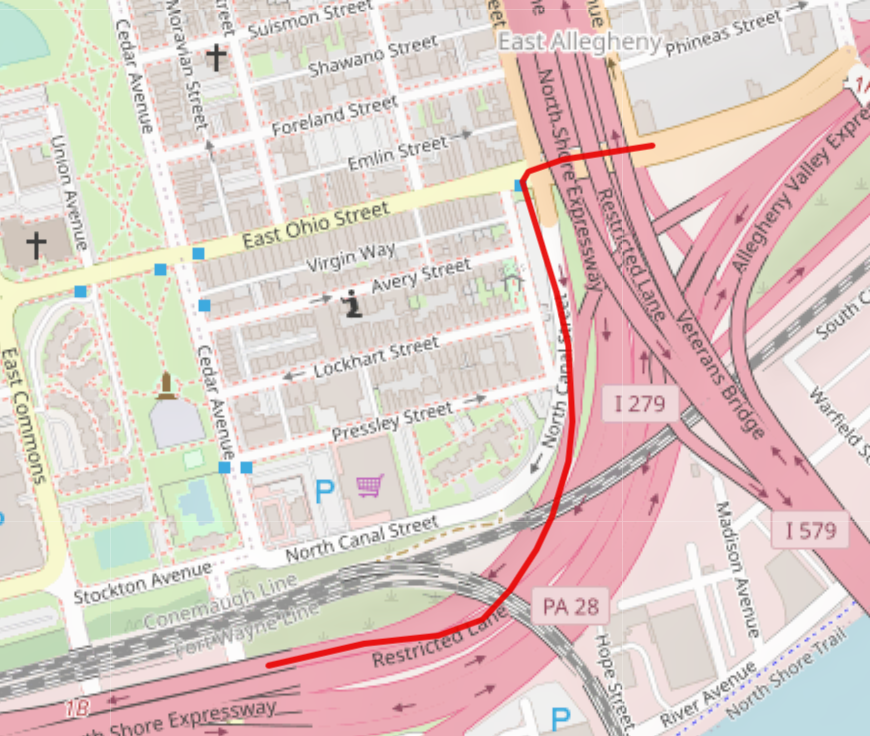 Suismon Street
Moravian Street
Cedar Avenue
Shawano Street
East Allegheny
Phineas Street
Foreland Street
Emlin Street
Union Avenue
North Shore Expressway
East Ohio Street
Virgin Way
Avery Street
Restricted Lane
Allegheny Valley Expre
South C
East Commons
Cedar Avenue
Lockhart Street
North Canal Street
Veterans Bridge
Warfield St
I 279
Pressley Street
P
North Canal Street
I 579
Madison Avenue
Stockton Avenue
Conemaugh Line
Fort Wayne Line
PA 28
Restricted Lane
Hope Street
River Avenue
North Shore Trail
1B
th Shore Expressway
P